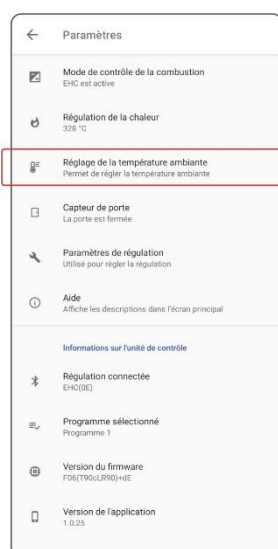 Paramètres
Mode de contrôle de la combustion
EHC est active
Régulation de la chaleur
328 °C
Réglage de la température ambiante
Permet de régler la température ambiante
Capteur de porte
La porte est fermée
Paramètres de régulation
Utilisé pour régler la régulation
Aide
Affiche les descriptions dans l'écran principal
Informations sur l'unité de contrôle
Régulation connectée
EHC(0E)
Programme sélectionné
Programme 1
Version du firmware
F06(T90cLR90)+dE
Version de l'application
1.0.25